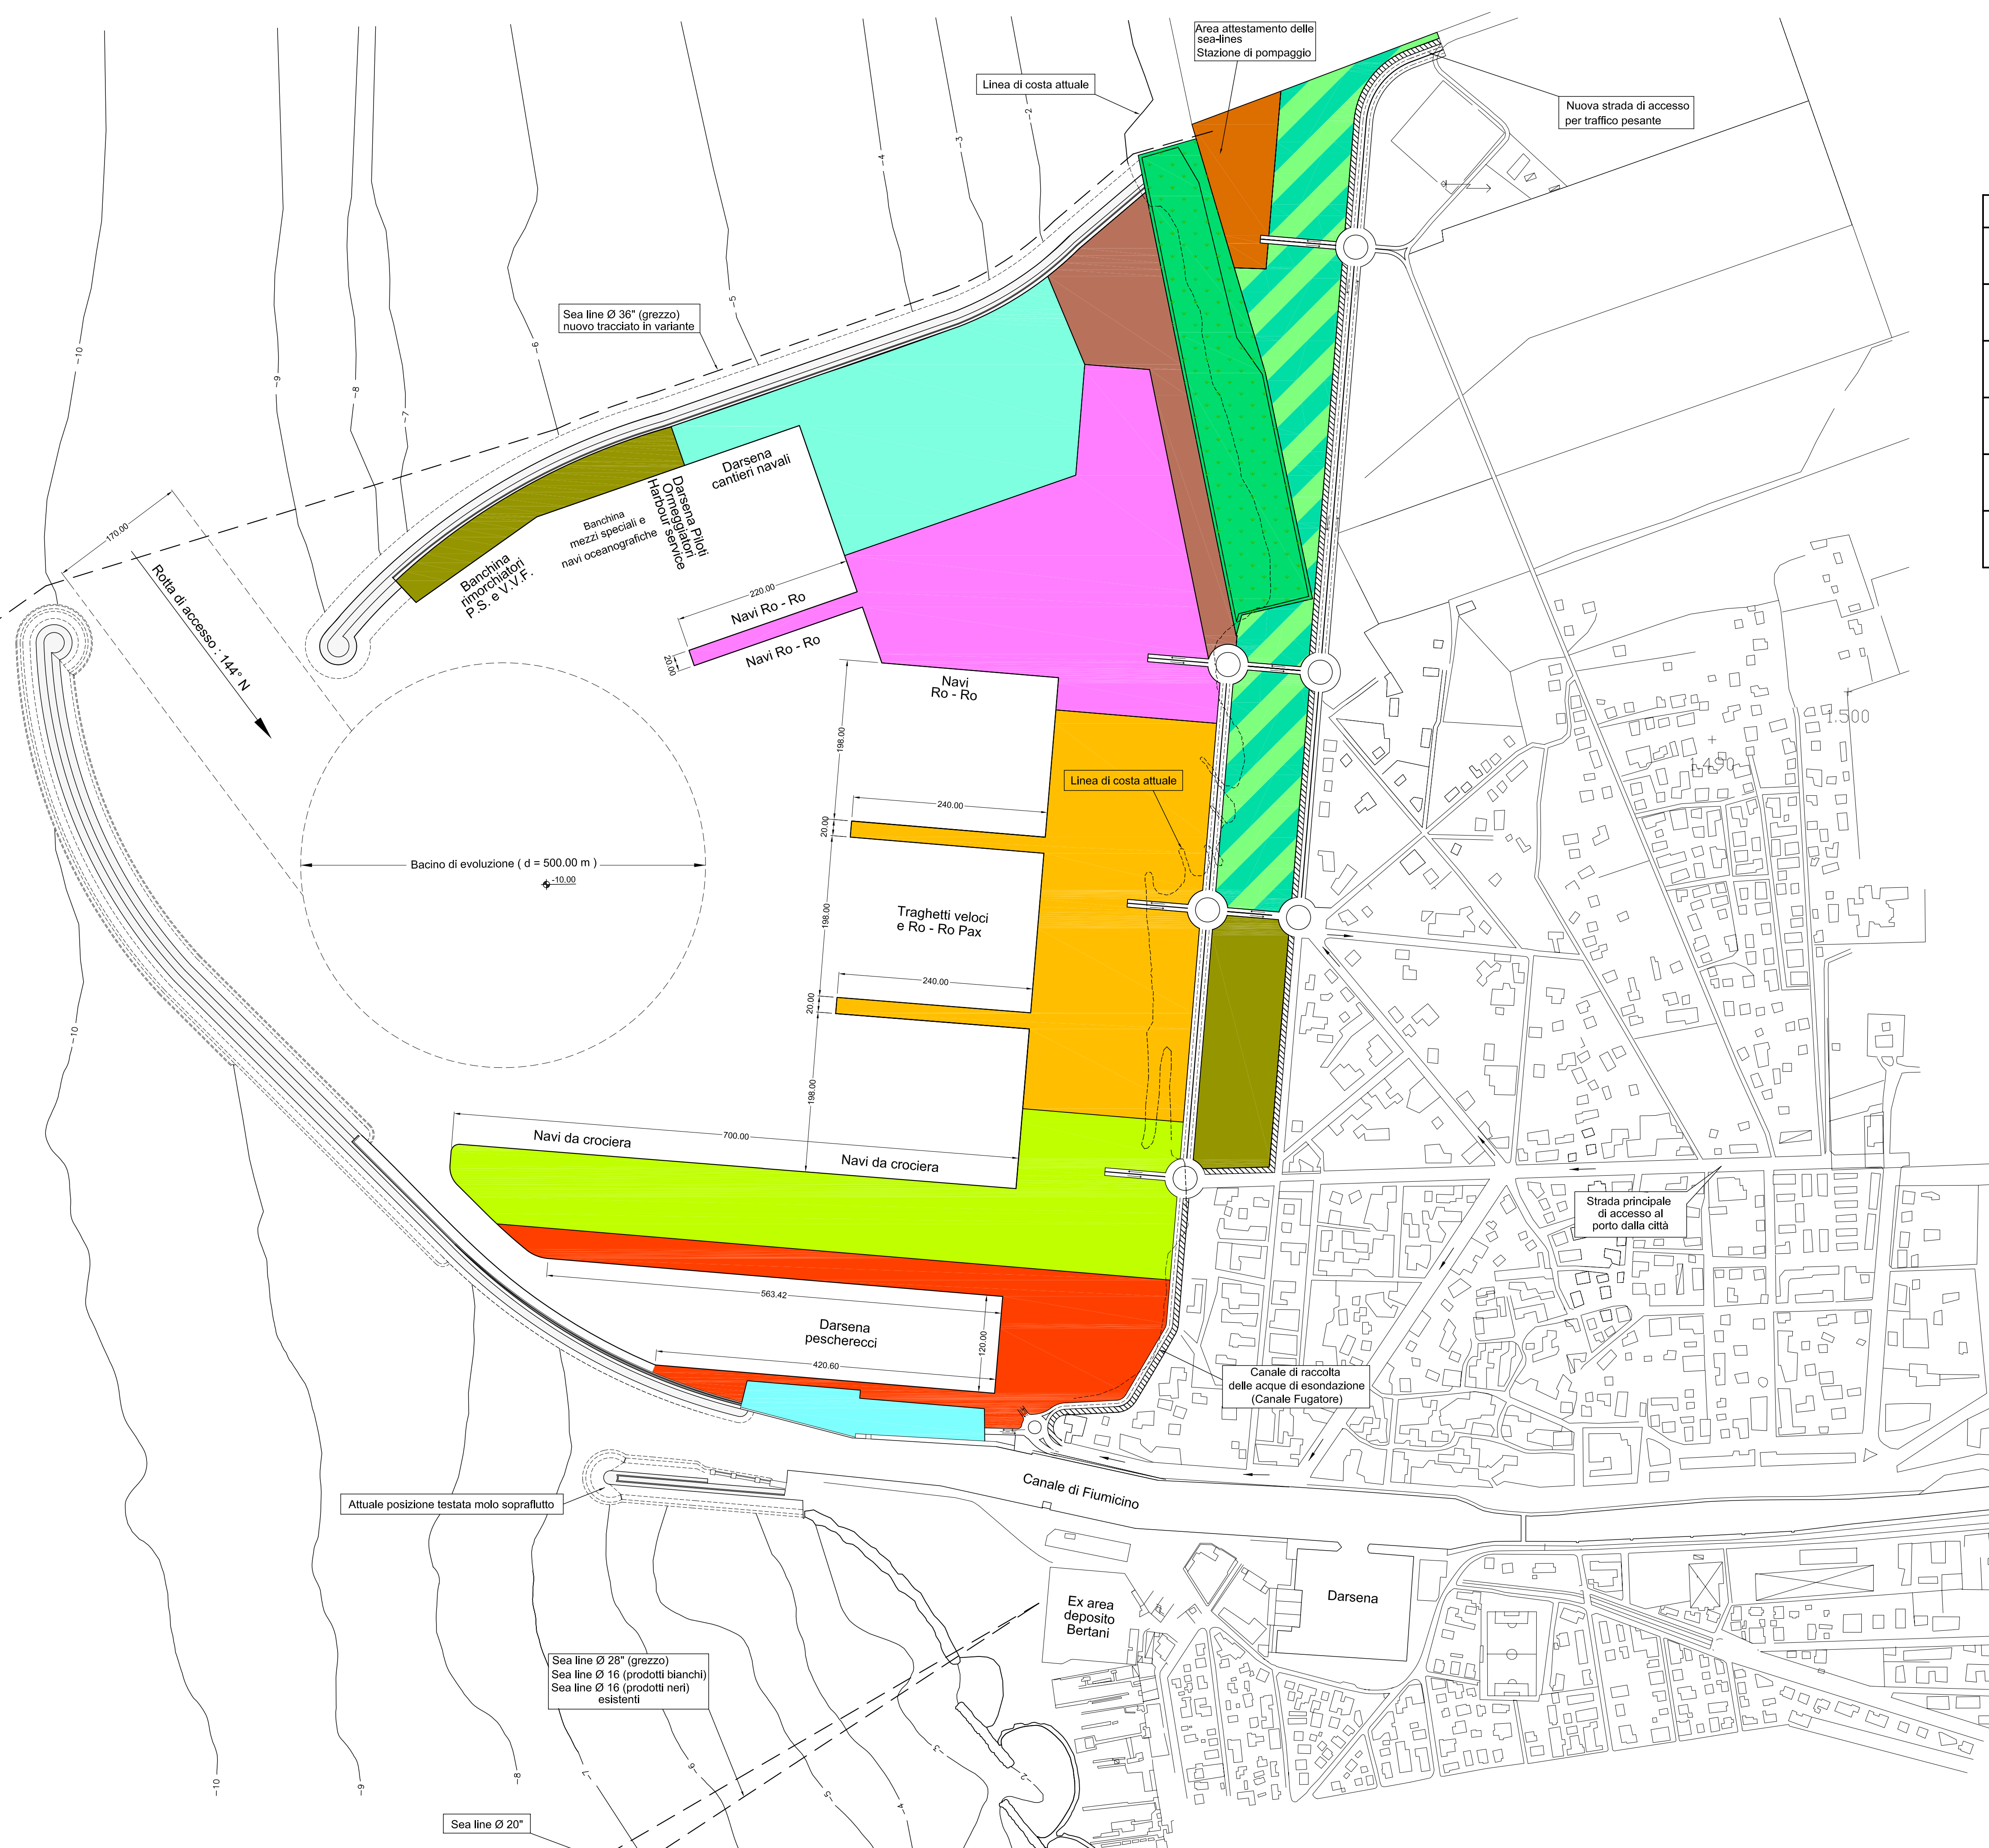 Area attestamento delle
sea-lines
Stazione di pompaggio
Linea di costa attuale
Nuova strada di accesso
per traffico pesante
-2
-3
-4
-5
-6
-7
-8
-9
-10
Sea line Ø 36" (grezzo)
nuovo tracciato in variante
170.00
Rotta di accesso : 144° N
Darsena
cantieri navali
Darsena Piloti
Ormeggiatori
Harbour service
Banchina
mezzi speciali e
navi oceanografiche
Banchina
rimorchiatori
P.S. e V.V.F.
220.00
Navi Ro - Ro
20.00
Navi Ro - Ro
Navi
Ro - Ro
198.00
Linea di costa attuale
1.500
1.490
240.00
20.00
Bacino di evoluzione ( d = 500.00 m )
-10.00
198.00
Traghetti veloci
e Ro - Ro Pax
240.00
20.00
-10
198.00
700.00
Navi da crociera
Navi da crociera
Strada principale
di accesso al
porto dalla città
563.42
Darsena
pescherecci
120.00
420.60
Canale di raccolta
delle acque di esondazione
(Canale Fugatore)
Canale di Fiumicino
Attuale posizione testata molo sopraflutto
Darsena
Ex area
deposito
Bertani
Sea line Ø 28" (grezzo)
Sea line Ø 16 (prodotti bianchi)
Sea line Ø 16 (prodotti neri)
esistenti
-10
-9
-8
-7
-6
-5
-4
-3
-2
Sea line Ø 20"